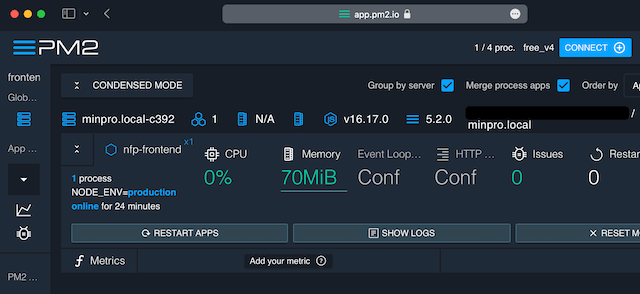 app.pm2.io
PM2
1 / 4 proc. free_v4 CONNECT
fronten
CONDENSED MODE
Group by server Merge process apps Order by
Glob...
minpro.local-c392 1 N/A v16.17.0 5.2.0 /
minpro.local
App ...
nfp-frontend x1
CPU Memory Event Loop... HTTP ... Issues Restar
0% 70MiB Conf Conf 0 0
1 process
NODE_ENV=production
online for 24 minutes
RESTART APPS SHOW LOGS RESET M
Metrics Add your metric ?
PM2 ...